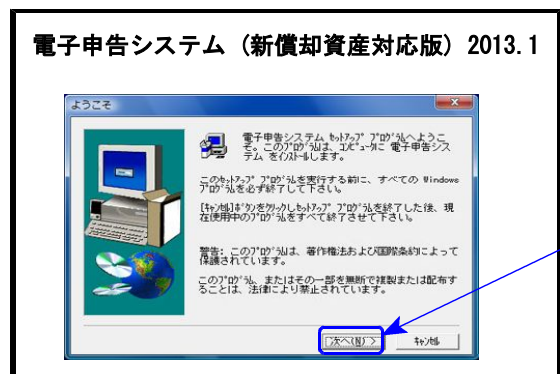 電子申告システム (新償却資産対応版) 2013.1
ようこそ
電子申告システム ｾｯﾄｱｯﾌﾟ ﾌﾟﾛｸﾞﾗﾑへようこ
そ。このﾌﾟﾛｸﾞﾗﾑは、ｺﾝﾋﾟｭｰﾀに 電子申告シス
テム をｲﾝｽﾄｰﾙします。
このｾｯﾄｱｯﾌﾟ ﾌﾟﾛｸﾞﾗﾑを実行する前に、すべての Windows
ﾌﾟﾛｸﾞﾗﾑを必ず終了して下さい。
[ｷｬﾝｾﾙ]ﾎﾞﾀﾝをｸﾘｯｸしｾｯﾄｱｯﾌﾟ ﾌﾟﾛｸﾞﾗﾑを終了した後、現
在使用中のﾌﾟﾛｸﾞﾗﾑをすべて終了させて下さい。
警告: このﾌﾟﾛｸﾞﾗﾑは、著作権法および国際条約によって
保護されています。
このﾌﾟﾛｸﾞﾗﾑ、またはその一部を無断で複製または配布す
ることは、法律により禁止されています。
次へ(N) >
ｷｬﾝｾﾙ